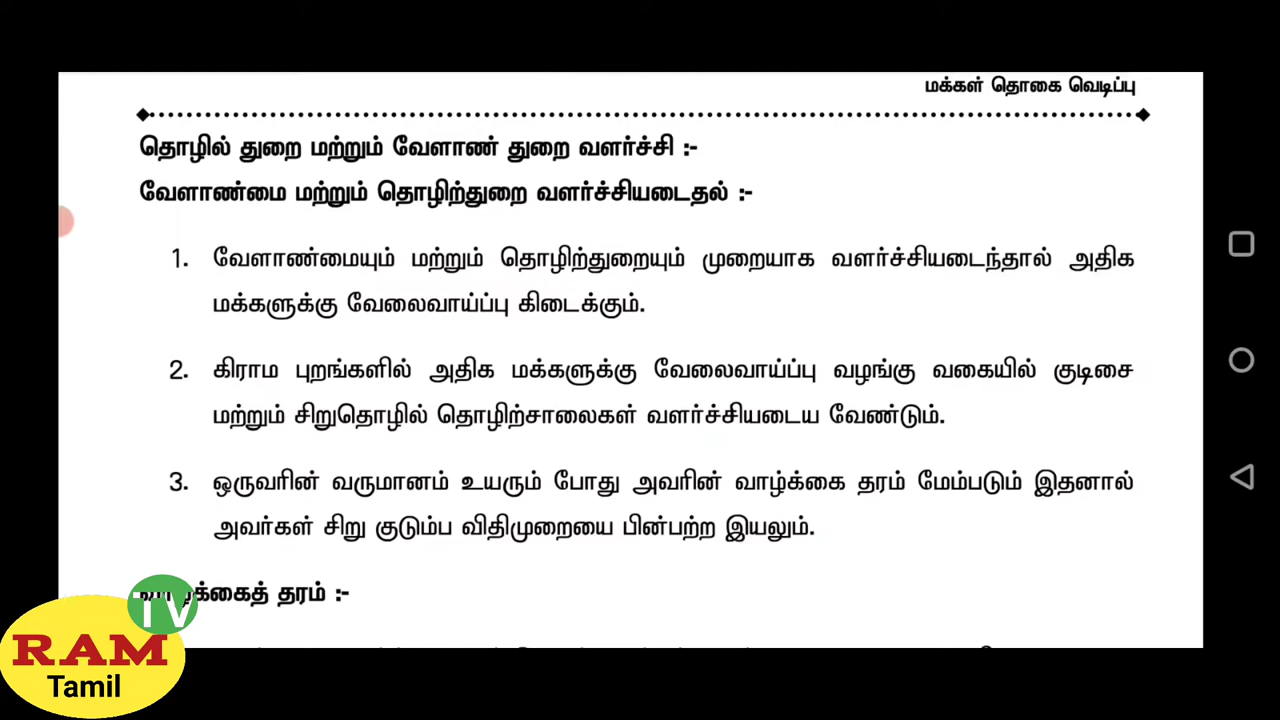 மக்கள் தொகை வெடிப்பு
தொழில் துறை மற்றும் வேளாண் துறை வளர்ச்சி :-
வேளாண்மை மற்றும் தொழிற்துறை வளர்ச்சியடைதல் :-
1. வேளாண்மையும் மற்றும் தொழிற்துறையும் முறையாக வளர்ச்சியடைந்தால் அதிக
மக்களுக்கு வேலைவாய்ப்பு கிடைக்கும்.
2. கிராம புறங்களில் அதிக மக்களுக்கு வேலைவாய்ப்பு வழங்கு வகையில் குடிசை
மற்றும் சிறுதொழில் தொழிற்சாலைகள் வளர்ச்சியடைய வேண்டும்.
3. ஒருவரின் வருமானம் உயரும் போது அவரின் வாழ்க்கை தரம் மேம்படும் இதனால்
அவர்கள் சிறு குடும்ப விதிமுறையை பின்பற்ற இயலும்.
வாழ்க்கைத் தரம் :-
TV
RAM
Tamil